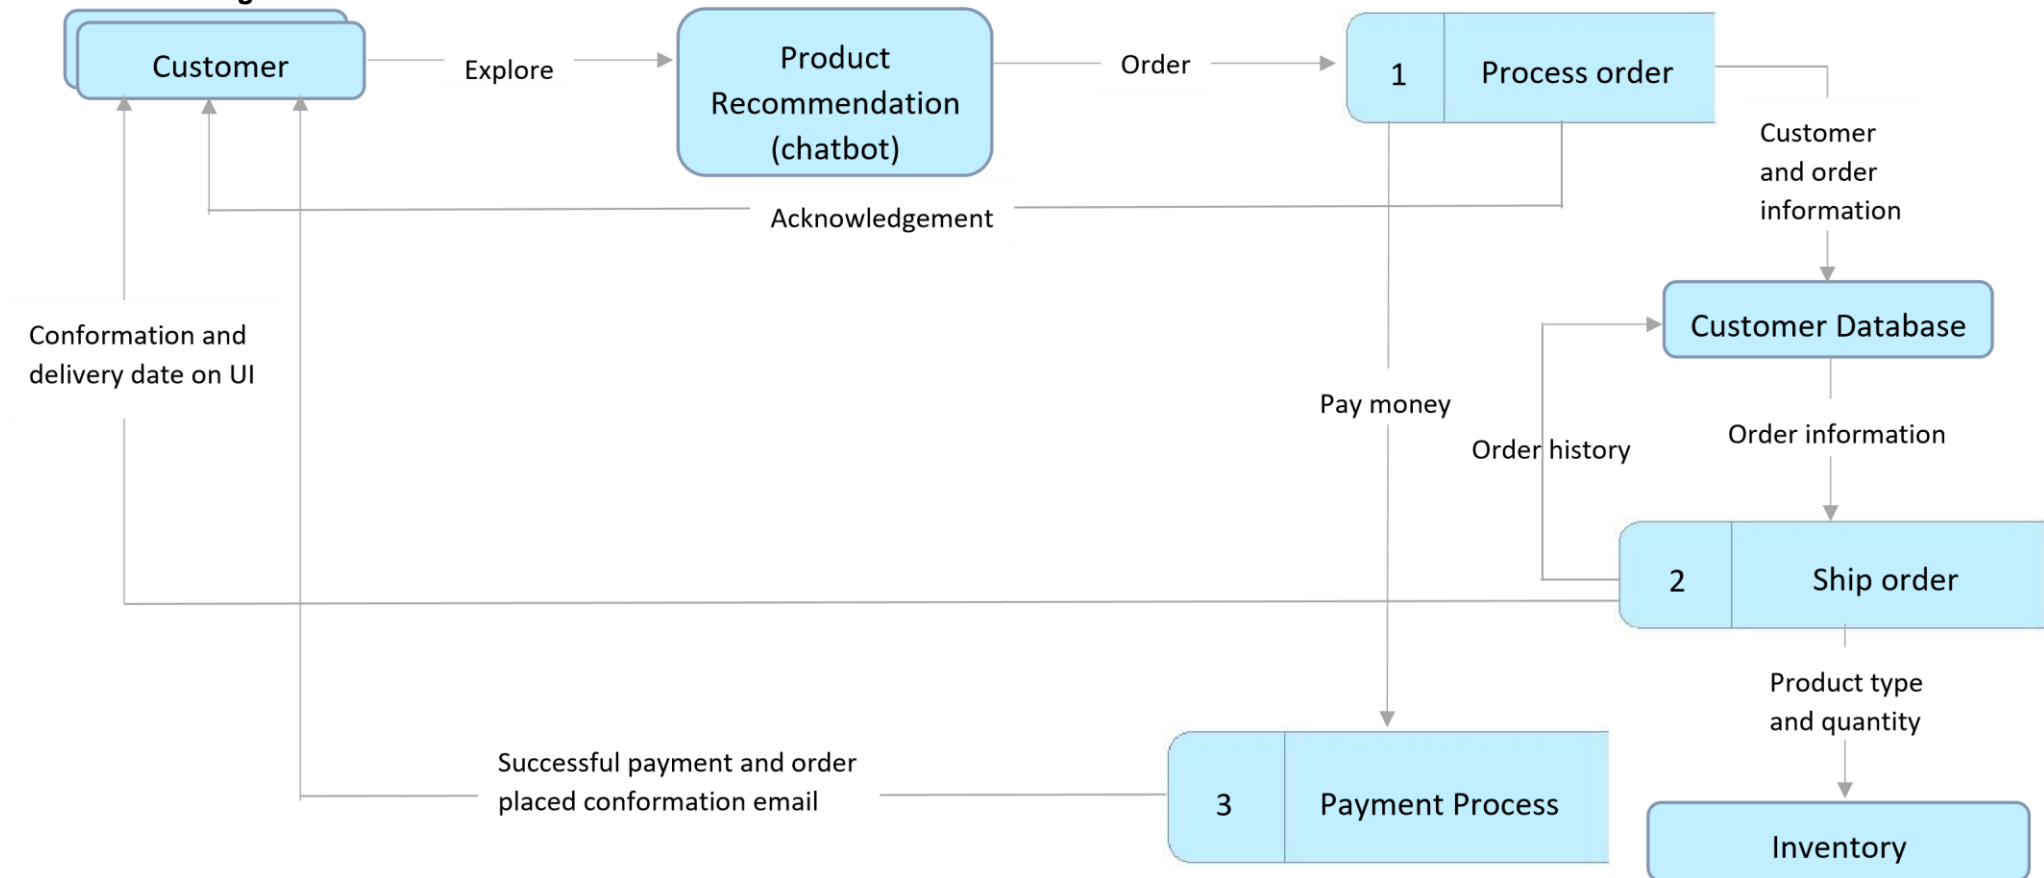 Customer
Explore
Product
Recommendation
(chatbot)
Order
1
Process order
Customer
and order
information
Acknowledgement
Conformation and
delivery date on UI
Customer Database
Pay money
Order history
Order information
2
Ship order
Product type
and quantity
Successful payment and order
placed conformation email
3
Payment Process
Inventory